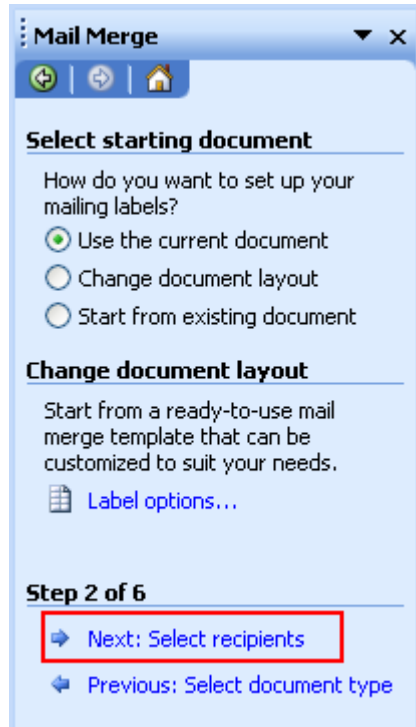 Mail Merge
Select starting document
How do you want to set up your
mailing labels?
Use the current document
Change document layout
Start from existing document
Change document layout
Start from a ready-to-use mail
merge template that can be
customized to suit your needs.
Label options...
Step 2 of 6
Next: Select recipients
Previous: Select document type